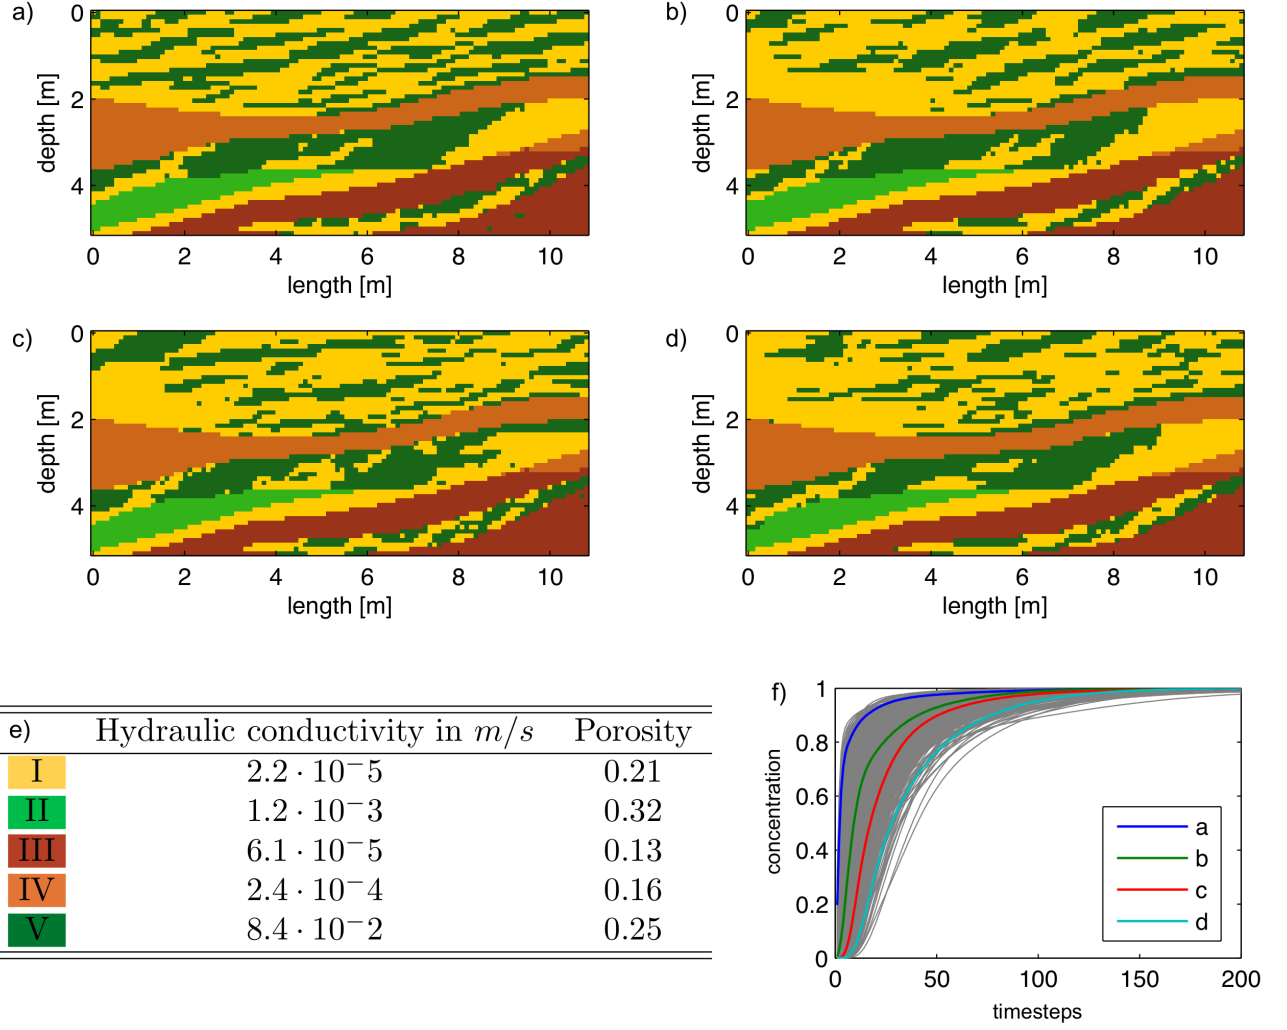 a)
0
2
4
depth [m]
0 2 4 6 8 10
length [m]
b)
0
2
4
depth [m]
0 2 4 6 8 10
length [m]
c)
0
2
4
depth [m]
0 2 4 6 8 10
length [m]
d)
0
2
4
depth [m]
0 2 4 6 8 10
length [m]
e) Hydraulic conductivity in m/s Porosity
I 2.2 · 10−5 0.21
II 1.2 · 10−3 0.32
III 6.1 · 10−5 0.13
IV 2.4 · 10−4 0.16
V 8.4 · 10−2 0.25
f)
1
0.8
0.6
0.4
0.2
0
concentration
a
b
c
d
0 50 100 150 200
timesteps